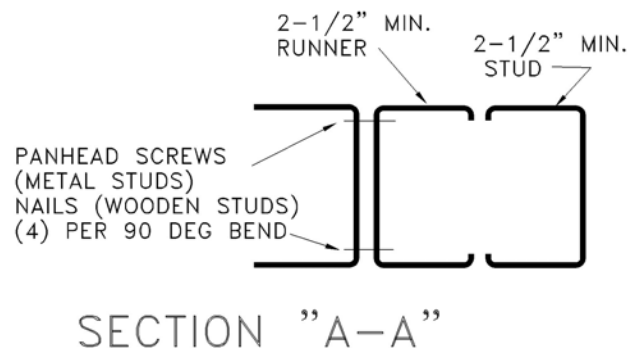 2-1/2" MIN.
RUNNER
2-1/2" MIN.
STUD
PANHEAD SCREWS
(METAL STUDS)
NAILS (WOODEN STUDS)
(4) PER 90 DEG BEND
SECTION "A-A"